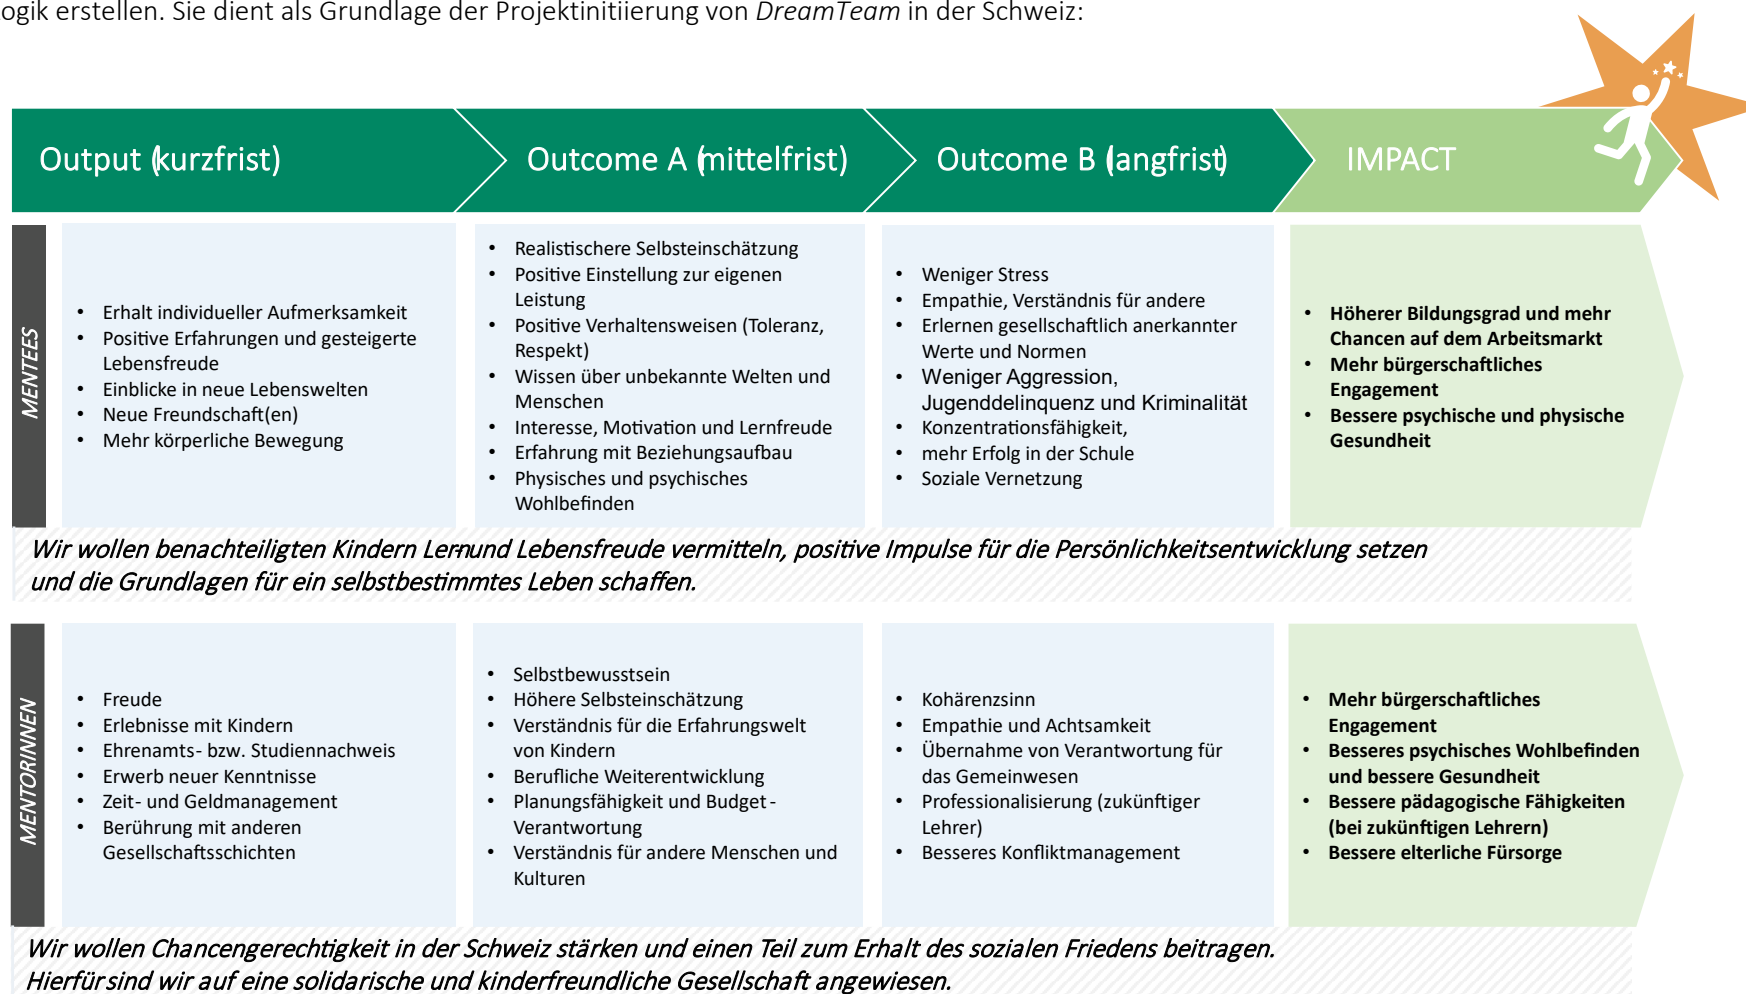 ogik erstellen. Sie dient als Grundlage der Projektinitiierung von DreamTeam in der Schweiz:
Output (kurzfrist)
Outcome A (mittelfrist)
Outcome B (langfrist)
IMPACT
MENTEES
• Erhalt individueller Aufmerksamkeit
• Positive Erfahrungen und gesteigerte
Lebensfreude
• Einblicke in neue Lebenswelten
• Neue Freundschaft(en)
• Mehr körperliche Bewegung
• Realistischere Selbsteinschätzung
• Positive Einstellung zur eigenen
Leistung
• Positive Verhaltensweisen (Toleranz,
Respekt)
• Wissen über unbekannte Welten und
Menschen
• Interesse, Motivation und Lernfreude
• Erfahrung mit Beziehungsaufbau
• Physisches und psychisches
Wohlbefinden
• Weniger Stress
• Empathie, Verständnis für andere
• Erlernen gesellschaftlich anerkannter
Werte und Normen
• Weniger Aggression,
Jugenddelinquenz und Kriminalität
• Konzentrationsfähigkeit,
• mehr Erfolg in der Schule
• Soziale Vernetzung
• Höherer Bildungsgrad und mehr
Chancen auf dem Arbeitsmarkt
• Mehr bürgerschaftliches
Engagement
• Bessere psychische und physische
Gesundheit
Wir wollen benachteiligten Kindern Lern-und Lebensfreude vermitteln, positive Impulse für die Persönlichkeitsentwicklung setzen
und die Grundlagen für ein selbstbestimmtes Leben schaffen.
MENTORINNEN
• Freude
• Erlebnisse mit Kindern
• Ehrenamts- bzw. Studiennachweis
• Erwerb neuer Kenntnisse
• Zeit- und Geldmanagement
• Berührung mit anderen
Gesellschaftsschichten
• Selbstbewusstsein
• Höhere Selbsteinschätzung
• Verständnis für die Erfahrungswelt
von Kindern
• Berufliche Weiterentwicklung
• Planungsfähigkeit und Budget-
Verantwortung
• Verständnis für andere Menschen und
Kulturen
• Kohärenzsinn
• Empathie und Achtsamkeit
• Übernahme von Verantwortung für
das Gemeinwesen
• Professionalisierung (zukünftiger
Lehrer)
• Besseres Konfliktmanagement
• Mehr bürgerschaftliches
Engagement
• Besseres psychisches Wohlbefinden
und bessere Gesundheit
• Bessere pädagogische Fähigkeiten
(bei zukünftigen Lehrern)
• Bessere elterliche Fürsorge
Wir wollen Chancengerechtigkeit in der Schweiz stärken und einen Teil zum Erhalt des sozialen Friedens beitragen.
Hierfür sind wir auf eine solidarische und kinderfreundliche Gesellschaft angewiesen.